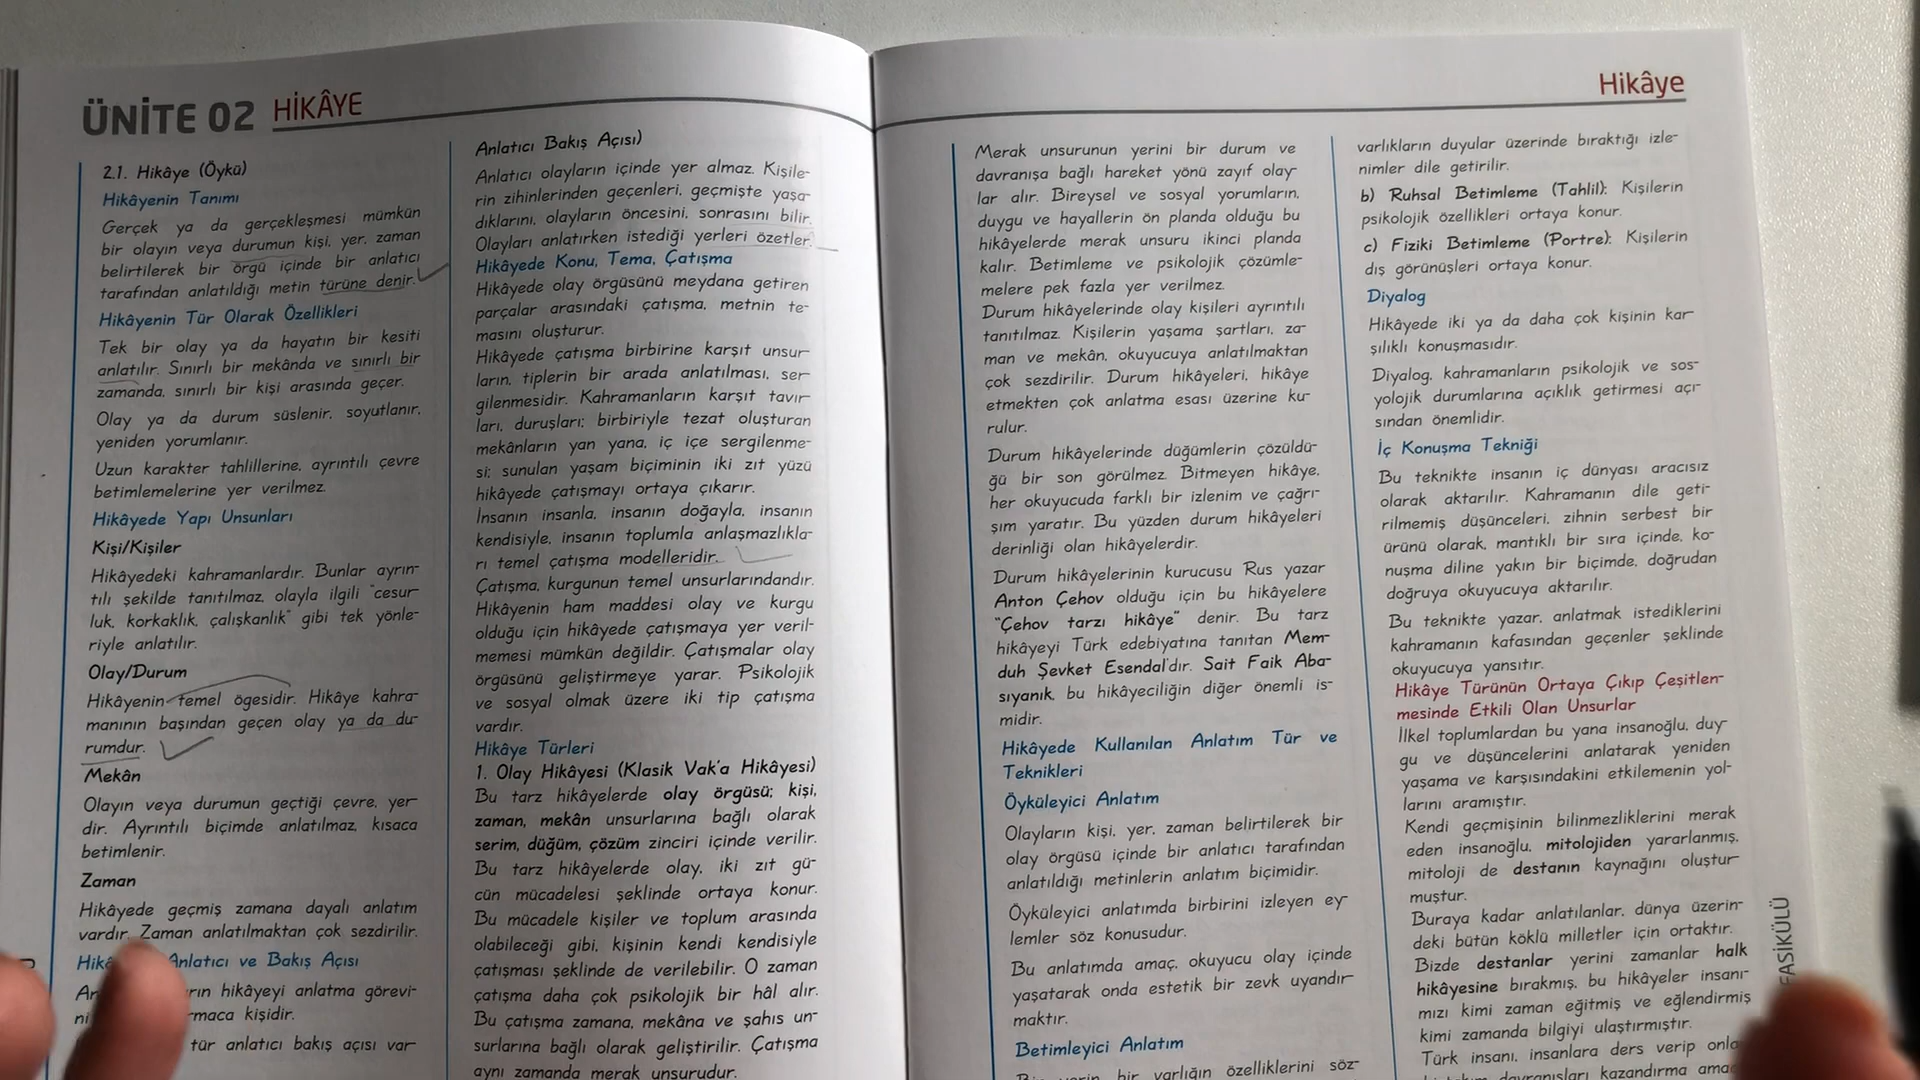 ÜNİTE 02 HİKÂYE
2.1. Hikâye (Öykü)
Hikâyenin Tanımı
Gerçek ya da gerçekleşmesi mümkün
bir olayın veya durumun kişi, yer, zaman
belirtilerek bir örgü içinde bir anlatıcı
tarafından anlatıldığı metin türüne denir.
Hikâyenin Tür Olarak Özellikleri
Tek bir olay ya da hayatın bir kesiti
anlatılır. Sınırlı bir mekânda ve sınırlı bir
zamanda, sınırlı bir kişi arasında geçer.
Olay ya da durum süslenir, soyutlanır,
yeniden yorumlanır.
Uzun karakter tahlillerine, ayrıntılı çevre
betimlemelerine yer verilmez.
Hikâyede Yapı Unsunları
Kişi/Kişiler
Hikâyedeki kahramanlardır. Bunlar ayrın-
tılı şekilde tanıtılmaz, olayla ilgili "cesur-
luk, korkaklık, çalışkanlık" gibi tek yönle-
riyle anlatılır.
Olay/Durum
Hikâyenin temel ögesidir. Hikâye kahra-
manının başından geçen olay ya da du-
rumdur.
Mekân
Olayın veya durumun geçtiği çevre, yer-
dir. Ayrıntılı biçimde anlatılmaz, kısaca
betimlenir.
Zaman
Hikâyede geçmiş zamana dayalı anlatım
vardır. Zaman anlatılmaktan çok sezdirilir.
Anlatıcı ve Bakış Açısı
hikâyeyi anlatma görevi-
kişidir.
tür anlatıcı bakış açısı var-
Anlatıcı Bakış Açısı)
Anlatıcı olayların içinde yer almaz. Kişile-
rin zihinlerinden geçenleri, geçmişte yaşa-
dıklarını, olayların öncesini, sonrasını bilir.
Olayları anlatırken istediği yerleri özetler.
Hikâyede Konu, Tema, Çatışma
Hikâyede olay örgüsünü meydana getiren
parçalar arasındaki çatışma, metnin te-
masını oluşturur.
Hikâyede çatışma birbirine karşıt unsur-
ların, tiplerin bir arada anlatılması, ser-
gilenmesidir. Kahramanların karşıt tavır-
ları, duruşları; birbiriyle tezat oluşturan
mekânların yan yana, iç içe sergilenme-
si; sunulan yaşam biçiminin iki zıt yüzü
hikâyede çatışmayı ortaya çıkarır.
İnsanın insanla, insanın doğayla, insanın
kendisiyle, insanın toplumla anlaşmazlıkla-
rı temel çatışma modelleridir.
Çatışma, kurgunun temel unsurlarındandır.
Hikâyenin ham maddesi olay ve kurgu
olduğu için hikâyede çatışmaya yer veril-
memesi mümkün değildir. Çatışmalar olay
örgüsünü geliştirmeye yarar. Psikolojik
ve sosyal olmak üzere iki tip çatışma
vardır.
Hikâye Türleri
1. Olay Hikâyesi (Klasik Vak'a Hikâyesi)
Bu tarz hikâyelerde olay örgüsü; kişi,
zaman, mekân unsurlarına bağlı olarak
serim, düğüm, çözüm zinciri içinde verilir.
Bu tarz hikâyelerde olay, iki zıt gü-
cün mücadelesi şeklinde ortaya konur.
Bu mücadele kişiler ve toplum arasında
olabileceği gibi, kişinin kendi kendisiyle
çatışması şeklinde de verilebilir. O zaman
çatışma daha çok psikolojik bir hâl alır.
Bu çatışma zamana, mekâna ve şahıs un-
surlarına bağlı olarak geliştirilir. Çatışma
aynı zamanda merak unsurudur.
Hikâye
Merak unsurunun yerini bir durum ve
davranışa bağlı hareket yönü zayıf olay-
lar alır. Bireysel ve sosyal yorumların,
duygu ve hayallerin ön planda olduğu bu
hikâyelerde merak unsuru ikinci planda
kalır. Betimleme ve psikolojik çözümle-
melere pek fazla yer verilmez.
Durum hikâyelerinde olay kişileri ayrıntılı
tanıtılmaz. Kişilerin yaşama şartları, za-
man ve mekân, okuyucuya anlatılmaktan
çok sezdirilir. Durum hikâyeleri, hikâye
etmekten çok anlatma esası üzerine ku-
rulur.
Durum hikâyelerinde düğümlerin çözüldü-
ğü bir son görülmez. Bitmeyen hikâye,
her okuyucuda farklı bir izlenim ve çağrı-
şım yaratır. Bu yüzden durum hikâyeleri
derinliği olan hikâyelerdir.
Durum hikâyelerinin kurucusu Rus yazar
Anton Çehov olduğu için bu hikâyelere
"Çehov tarzı hikâye" denir. Bu tarz
hikâyeyi Türk edebiyatına tanıtan Mem-
duh Şevket Esendal'dır. Sait Faik Aba-
sıyanık, bu hikâyeciliğin diğer önemli is-
midir.
Hikâyede Kullanılan Anlatım Tür ve
Teknikleri
Öyküleyici Anlatım
Olayların kişi, yer, zaman belirtilerek bir
olay örgüsü içinde bir anlatıcı tarafından
anlatıldığı metinlerin anlatım biçimidir.
Öyküleyici anlatımda birbirini izleyen ey-
lemler söz konusudur.
Bu anlatımda amaç, okuyucu olay içinde
yaşatarak onda estetik bir zevk uyandır-
maktır.
Betimleyici Anlatım
Bir yerin, bir varlığın özelliklerini söz-
varlıkların duyular üzerinde bıraktığı izle-
nimler dile getirilir.
b) Ruhsal Betimleme (Tahlil): Kişilerin
psikolojik özellikleri ortaya konur.
c) Fiziki Betimleme (Portre): Kişilerin
dış görünüşleri ortaya konur.
Diyalog
Hikâyede iki ya da daha çok kişinin kar-
şılıklı konuşmasıdır.
Diyalog, kahramanların psikolojik ve sos-
yolojik durumlarına açıklık getirmesi açı-
sından önemlidir.
İç Konuşma Tekniği
Bu teknikte insanın iç dünyası aracısız
olarak aktarılır. Kahramanın dile geti-
rilmemiş düşünceleri, zihnin serbest bir
ürünü olarak, mantıklı bir sıra içinde, ko-
nuşma diline yakın bir biçimde, doğrudan
doğruya okuyucuya aktarılır.
Bu teknikte yazar, anlatmak istediklerini
kahramanın kafasından geçenler şeklinde
okuyucuya yansıtır.
Hikâye Türünün Ortaya Çıkıp Çeşitlen-
mesinde Etkili Olan Unsurlar
İlkel toplumlardan bu yana insanoğlu, duy-
gu ve düşüncelerini anlatarak yeniden
yaşama ve karşısındakini etkilemenin yol-
larını aramıştır.
Kendi geçmişinin bilinmezliklerini merak
eden insanoğlu, mitolojiden yararlanmış,
mitoloji de destanın kaynağını oluştur-
muştur.
Buraya kadar anlatılanlar, dünya üzerin-
deki bütün köklü milletler için ortaktır.
Bizde destanlar yerini zamanlar halk
hikâyesine bırakmış, bu hikâyeler insanı-
mızı kimi zaman eğitmiş ve eğlendirmiş
kimi zamanda bilgiyi ulaştırmıştır.
Türk insanı, insanlara ders verip
davranışları kazandırma
FASİKÜLÜ